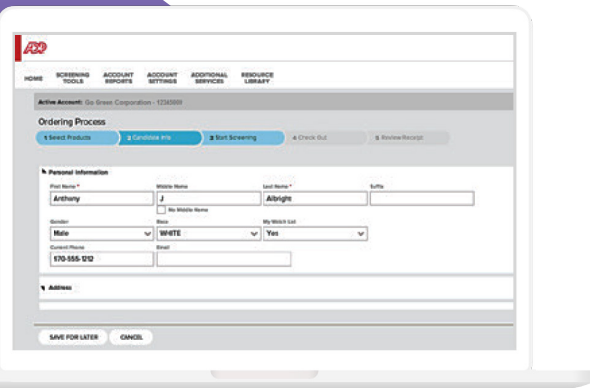 ADP
HOME SCREENING TOOLS ACCOUNT REPORTS ACCOUNT SETTINGS ADDITIONAL SERVICES RESOURCE LIBRARY
Active Account: Go Green Corporation - 12345678
Ordering Process
1 Select Products 2 Candidate Info 3 Start Screening 4 Check Out 5 Review Receipt
Personal Information
First Name * Middle Name Last Name * Suffix
Anthony J Albright
No Middle Name
Gender Race My Watch List
Male WHITE Yes
Current Phone Email
170-555-1212
Address
SAVE FOR LATER CANCEL